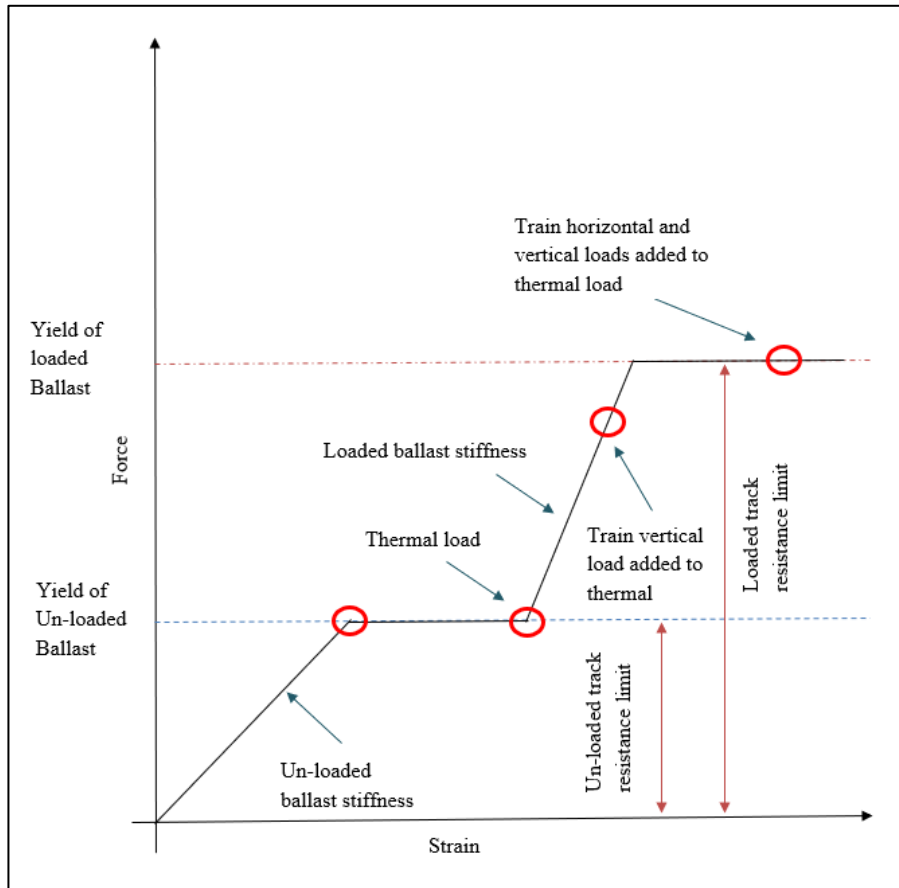 Train horizontal and
vertical loads added to
thermal load
Yield of
loaded
Ballast
Loaded ballast stiffness
Force
Thermal load
Train vertical
load added to
thermal
Loaded track
resistance limit
Yield of
Un-loaded
Ballast
Un-loaded track
resistance limit
Un-loaded
ballast stiffness
Strain